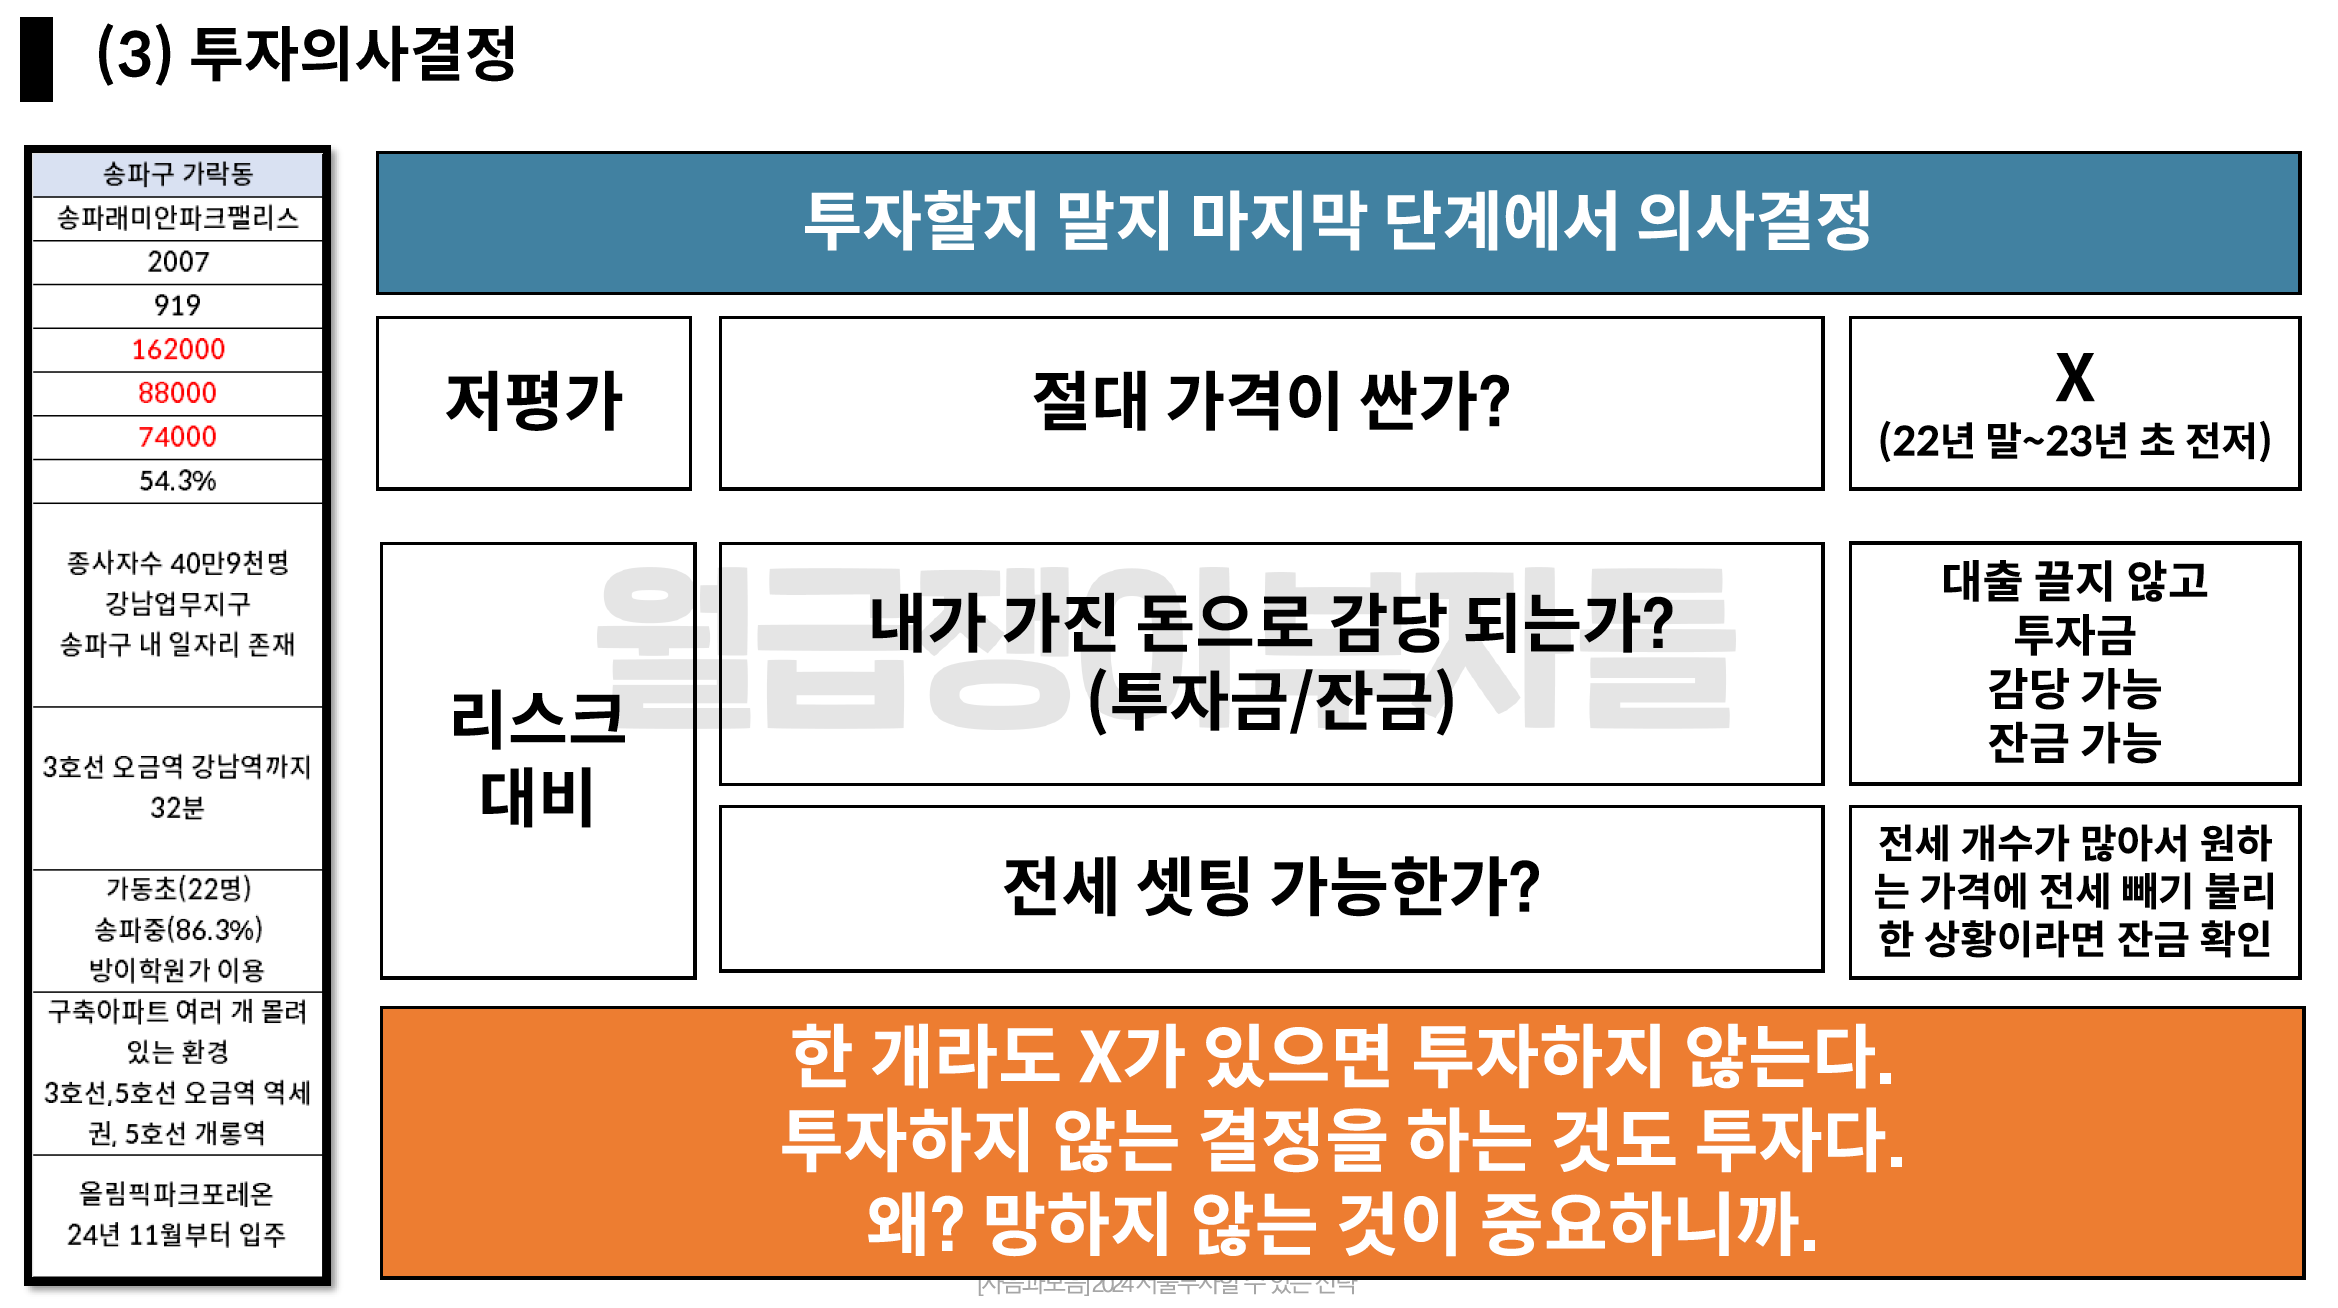 (3) 투자의사결정
송파구 가락동
송파래미안파크팰리스
2007
919
162000
88000
74000
54.3%
종사자수 40만9천명
강남업무지구
송파구 내 일자리 존재
3호선 오금역 강남역까지
32분
가동초(22명)
송파중(86.3%)
방이학원가 이용
구축아파트 여러 개 몰려
있는 환경
3호선,5호선 오금역 역세
권, 5호선 개롱역
올림픽파크포레온
24년 11월부터 입주
투자할지 말지 마지막 단계에서 의사결정
저평가
절대 가격이 싼가?
X
(22년 말~23년 초 전저)
리스크
대비
월급쟁이부자들
내가 가진 돈으로 감당 되는가?
(투자금/잔금)
대출 끌지 않고
투자금
감당 가능
잔금 가능
전세 셋팅 가능한가?
전세 개수가 많아서 원하
는 가격에 전세 빼기 불리
한 상황이라면 잔금 확인
한 개라도 X가 있으면 투자하지 않는다.
투자하지 않는 결정을 하는 것도 투자다.
왜? 망하지 않는 것이 중요하니까.